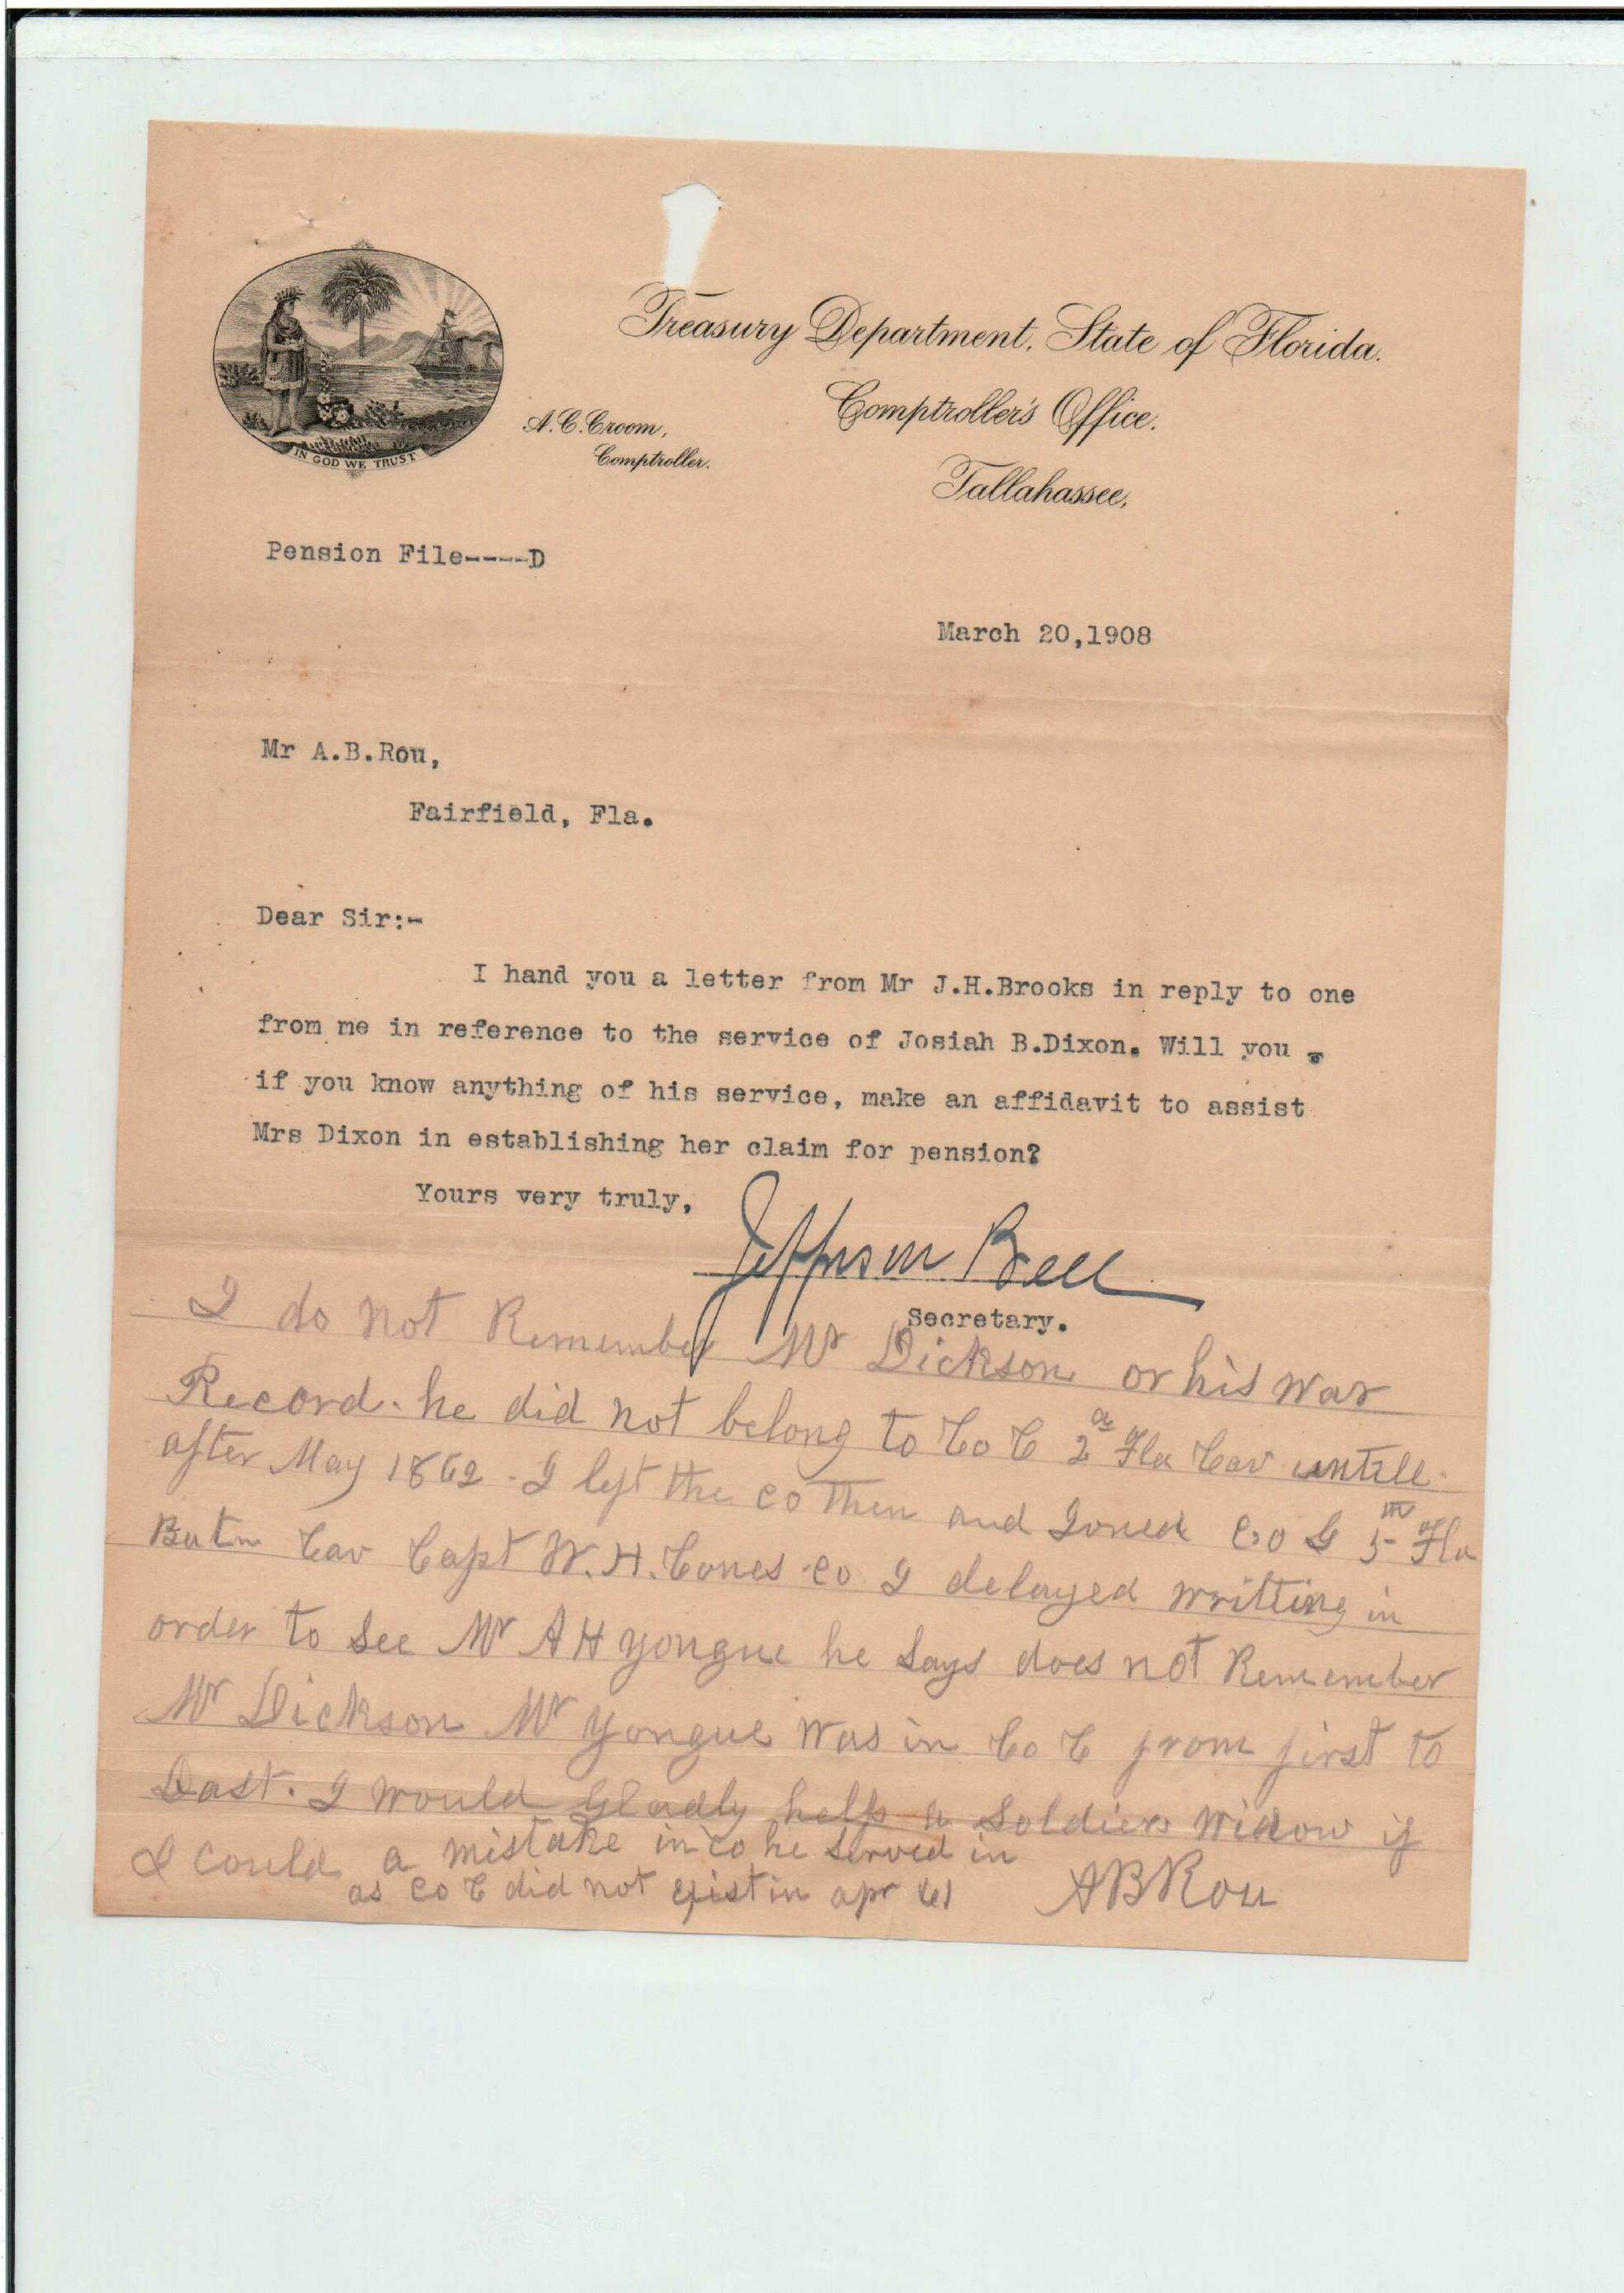 IN GOD WE TRUST
Treasury Department, State of Florida.
Comptroller's Office.
A. C. Croom,
Comptroller.
Tallahassee,
Pension File----D
March 20,1908
Mr A.B.Rou,
Fairfield, Fla.
Dear Sir:-
I hand you a letter from Mr J.H.Brooks in reply to one
from me in reference to the service of Josiah B.Dixon. Will you ,
if you know anything of his service, make an affidavit to assist
Mrs Dixon in establishing her claim for pension?
Yours very truly,
Jefferson Bell
Secretary.
I do not Remember Mr Dickson or his war
Record. he did not belong to Co C 2d Fla Cav untill
after May 1862 - I left the co then and Joned Co G 5th Fla
Batn Cav Capt W. H. Cones co I delayed writting in
order to see Mr A H yongue he says does not Remember
Mr Dickson Mr yongue was in Co C from first to
Last. I would Gladly help a Soldiers Widow if
I could a mistake in co he served in
as co C did not exist in apr 61 A B Rou